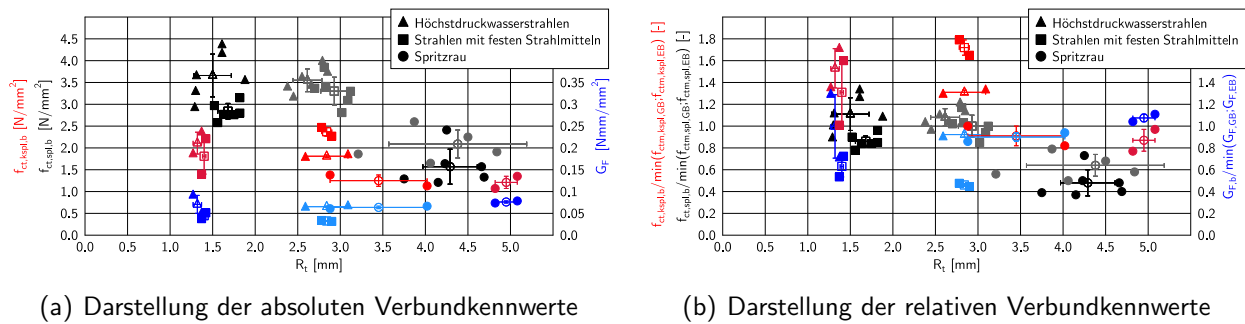 f_ct,kspl,b [N/mm²]
f_ct,spl,b [N/mm²]
4.5
4.0
3.5
3.0
2.5
2.0
1.5
1.0
0.5
0.0
▲ Höchstdruckwasserstrahlen
■ Strahlen mit festen Strahlmitteln
● Spritzrau
0.35
0.30
0.25
0.20
0.15
0.10
0.05
0.0
G_F [Nmm/mm²]
0.0 0.5 1.0 1.5 2.0 2.5 3.0 3.5 4.0 4.5 5.0
R_t [mm]
(a) Darstellung der absoluten Verbundkennwerte
f_ct,kspl,b/min(f_ctm,kspl,GB;f_ctm,kspl,EB) [-]
f_ct,spl,b/min(f_ctm,spl,GB;f_ctm,spl,EB) [-]
1.8
1.6
1.4
1.2
1.0
0.8
0.6
0.4
0.2
0.0
▲ Höchstdruckwasserstrahlen
■ Strahlen mit festen Strahlmitteln
● Spritzrau
1.4
1.2
1.0
0.8
0.6
0.4
0.2
0.0
G_F,b/min(G_F,GB;G_F,EB)
0.0 0.5 1.0 1.5 2.0 2.5 3.0 3.5 4.0 4.5 5.0
R_t [mm]
(b) Darstellung der relativen Verbundkennwerte